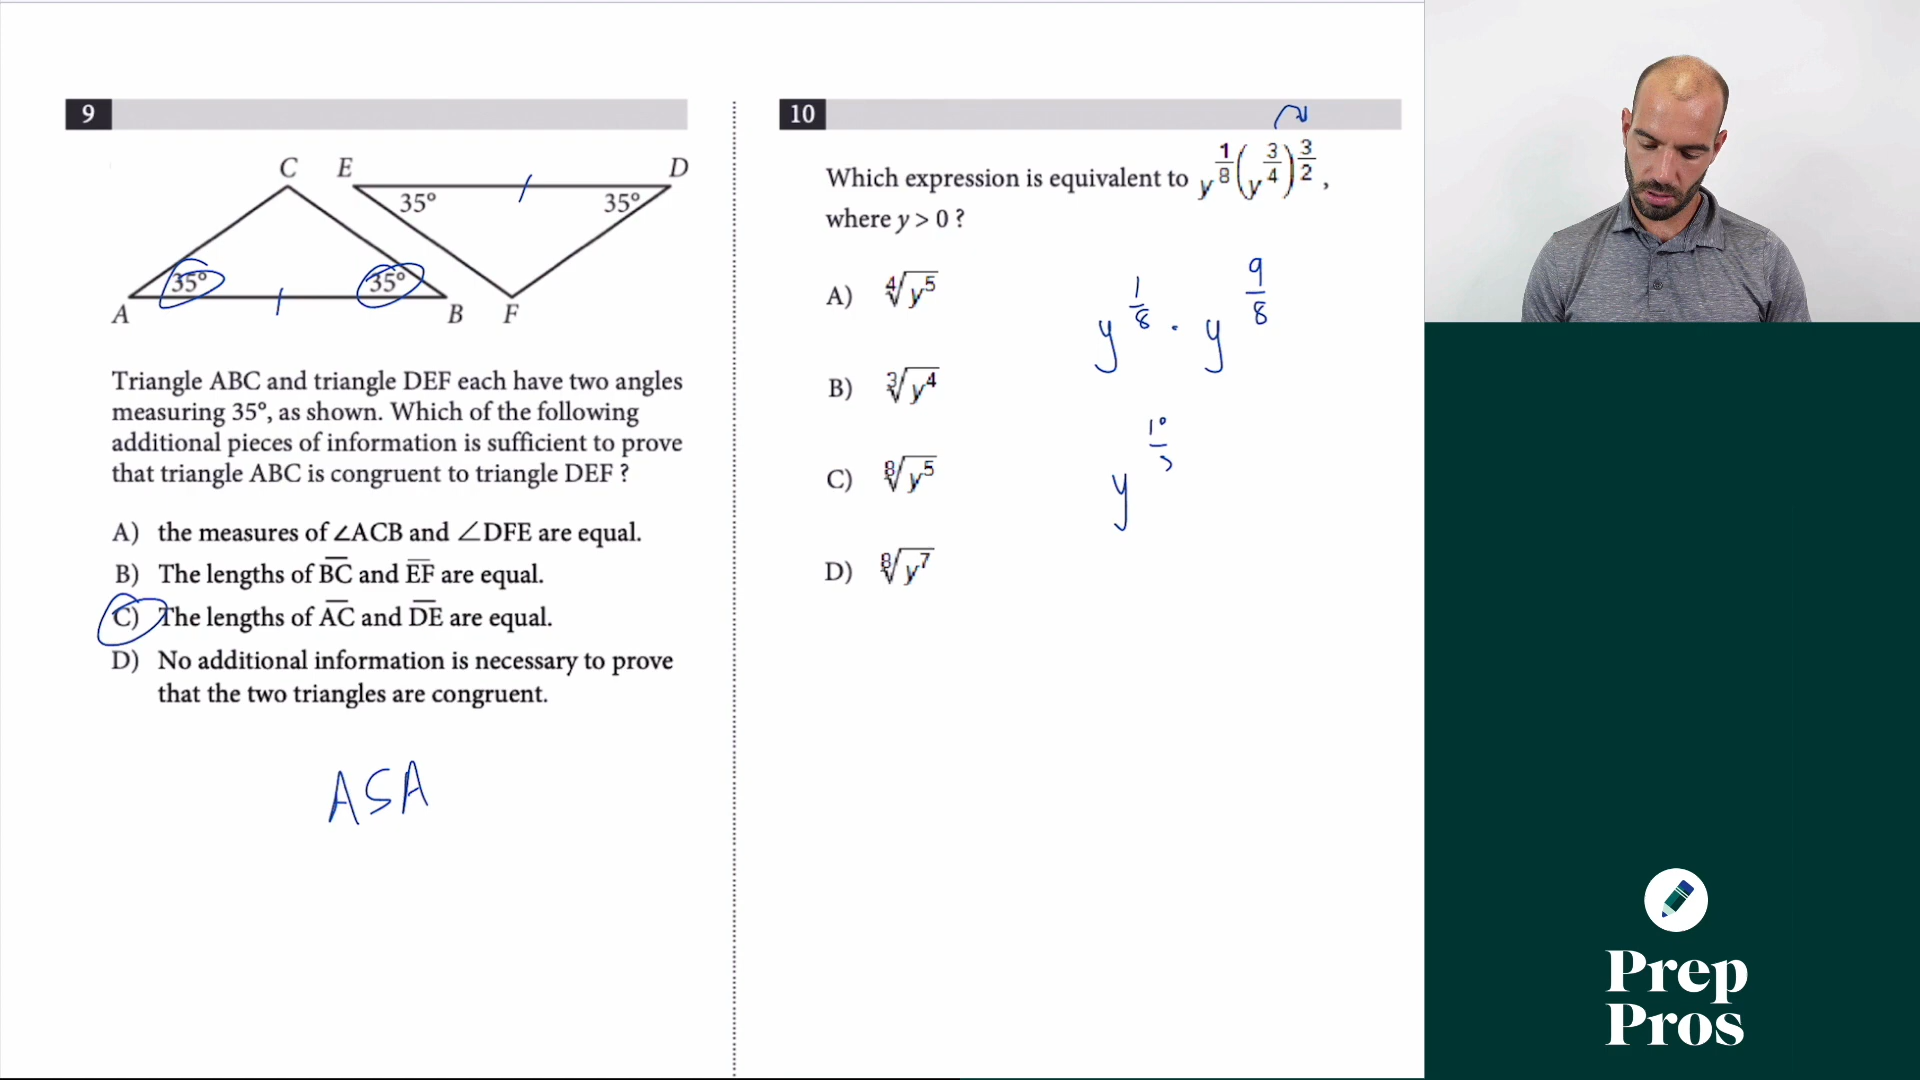 9
C E D
35° 35°
35° 35°
A B F
Triangle ABC and triangle DEF each have two angles
measuring 35°, as shown. Which of the following
additional pieces of information is sufficient to prove
that triangle ABC is congruent to triangle DEF ?
A) the measures of ∠ACB and ∠DFE are equal.
B) The lengths of B̅C̅ and E̅F̅ are equal.
C) The lengths of A̅C̅ and D̅E̅ are equal.
D) No additional information is necessary to prove
that the two triangles are congruent.
ASA
10
Which expression is equivalent to y^(1/8)(y^(3/4))^(3/2),
where y > 0 ?
A) ⁴√y⁵
B) ³√y⁴
C) ⁸√y⁵
D) ⁸√y⁷
y^(1/8) · y^(9/8)
y^10
Prep
Pros